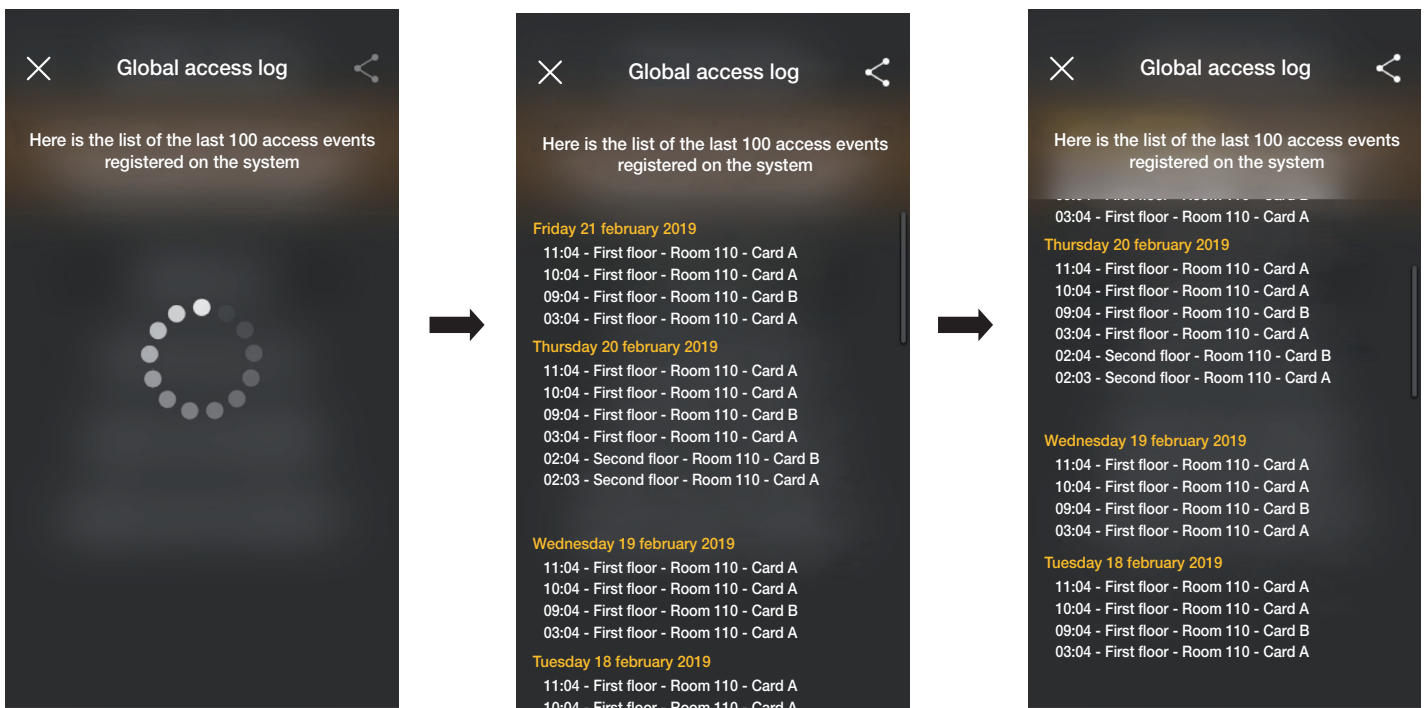 Global access log
Here is the list of the last 100 access events
registered on the system
Global access log
Here is the list of the last 100 access events
registered on the system
Friday 21 february 2019
11:04 - First floor - Room 110 - Card A
10:04 - First floor - Room 110 - Card A
09:04 - First floor - Room 110 - Card B
03:04 - First floor - Room 110 - Card A
Thursday 20 february 2019
11:04 - First floor - Room 110 - Card A
10:04 - First floor - Room 110 - Card A
09:04 - First floor - Room 110 - Card B
03:04 - First floor - Room 110 - Card A
02:04 - Second floor - Room 110 - Card B
02:03 - Second floor - Room 110 - Card A
Wednesday 19 february 2019
11:04 - First floor - Room 110 - Card A
10:04 - First floor - Room 110 - Card A
09:04 - First floor - Room 110 - Card B
03:04 - First floor - Room 110 - Card A
Tuesday 18 february 2019
11:04 - First floor - Room 110 - Card A
10:04 - First floor - Room 110 - Card A
Global access log
Here is the list of the last 100 access events
registered on the system
03:04 - First floor - Room 110 - Card A
Thursday 20 february 2019
11:04 - First floor - Room 110 - Card A
10:04 - First floor - Room 110 - Card A
09:04 - First floor - Room 110 - Card B
03:04 - First floor - Room 110 - Card A
02:04 - Second floor - Room 110 - Card B
02:03 - Second floor - Room 110 - Card A
Wednesday 19 february 2019
11:04 - First floor - Room 110 - Card A
10:04 - First floor - Room 110 - Card A
09:04 - First floor - Room 110 - Card B
03:04 - First floor - Room 110 - Card A
Tuesday 18 february 2019
11:04 - First floor - Room 110 - Card A
10:04 - First floor - Room 110 - Card A
09:04 - First floor - Room 110 - Card B
03:04 - First floor - Room 110 - Card A